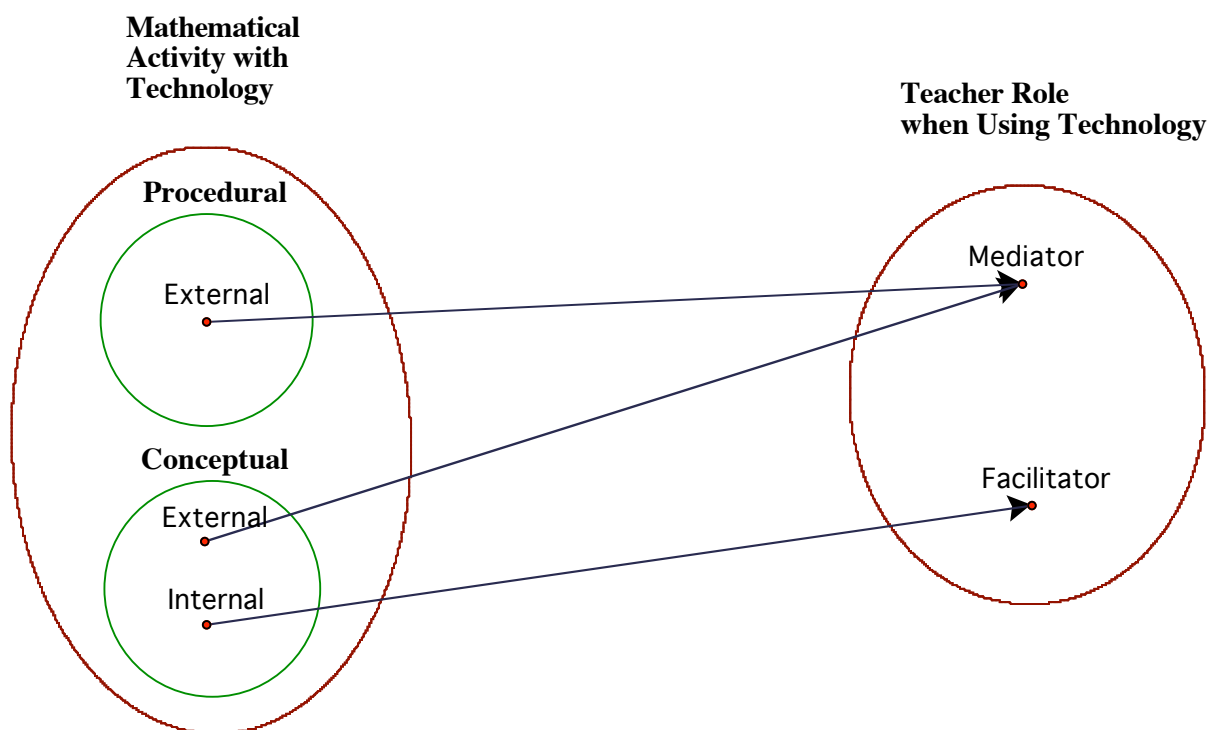 Mathematical
Activity with
Technology
Teacher Role
when Using Technology
Procedural
External
Mediator
Conceptual
External
Internal
Facilitator